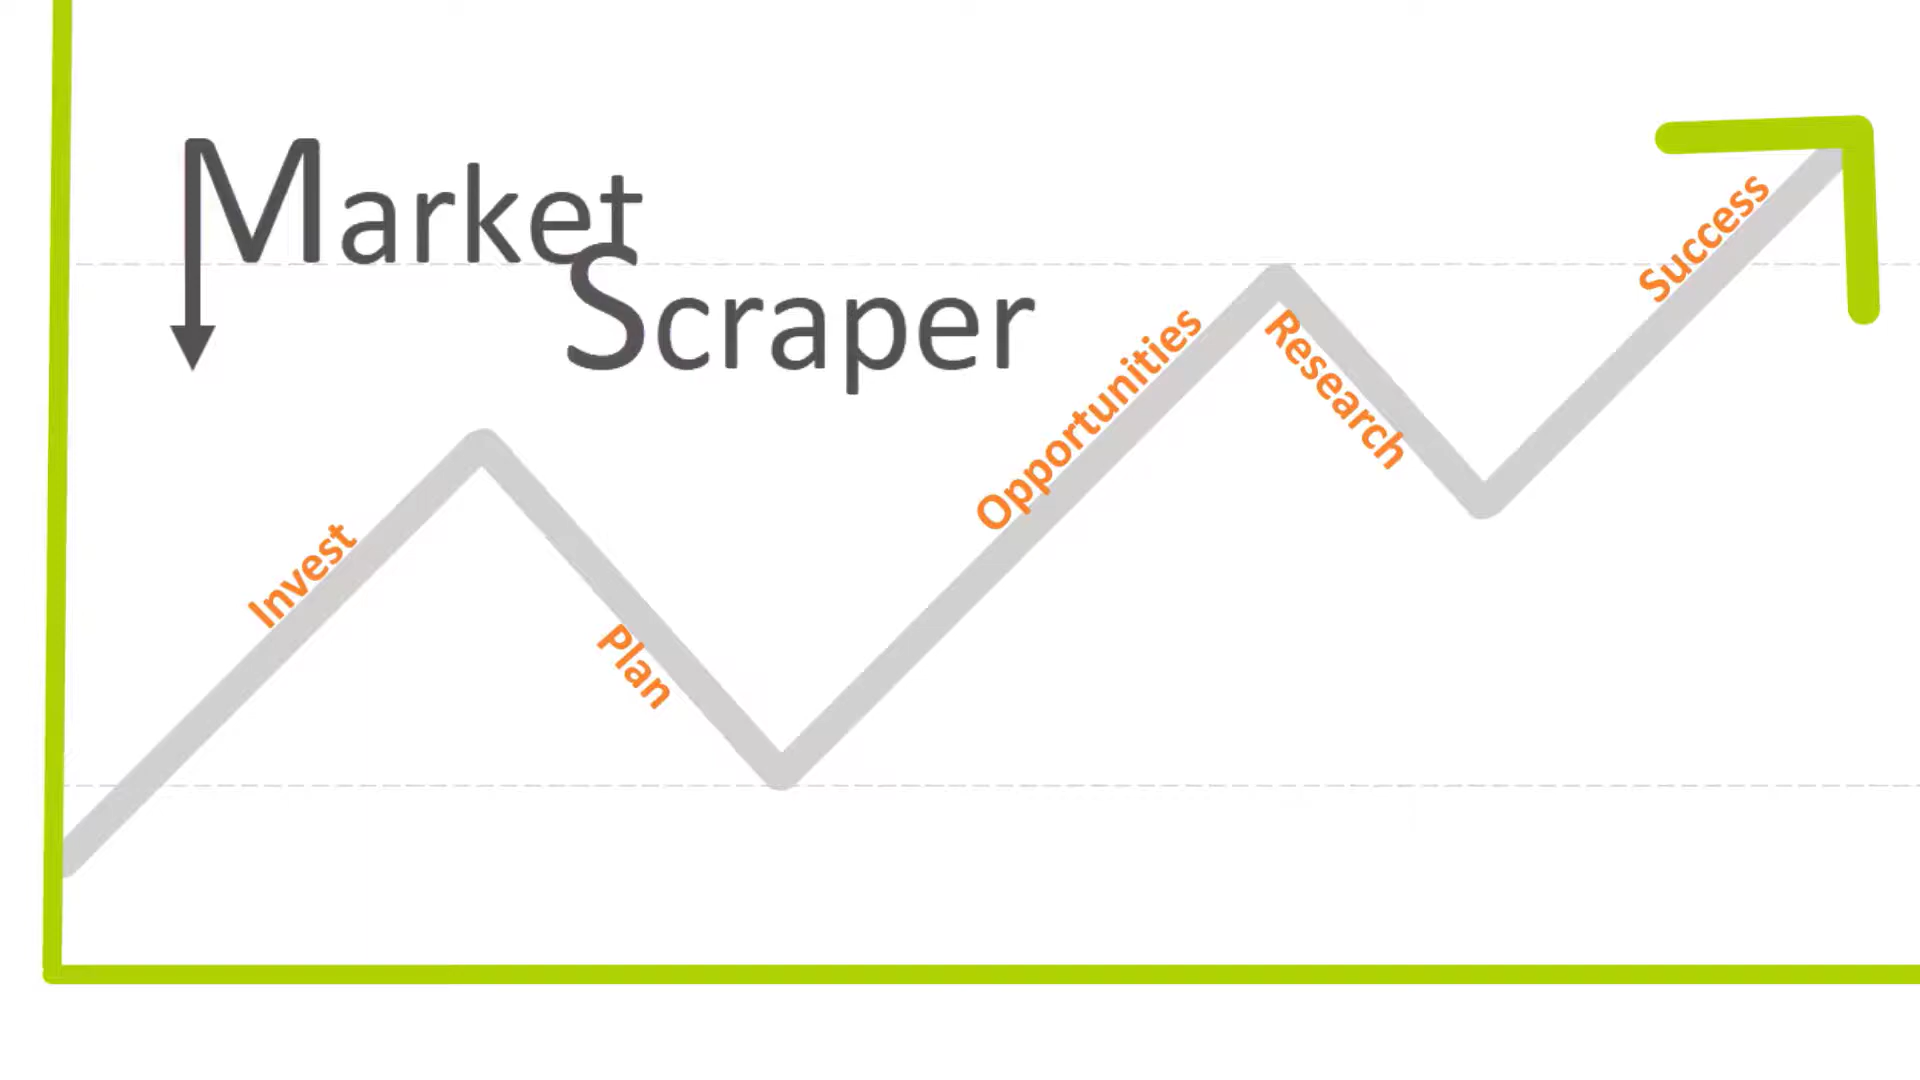 Market
Scraper
Invest
Plan
Opportunities
Research
Success